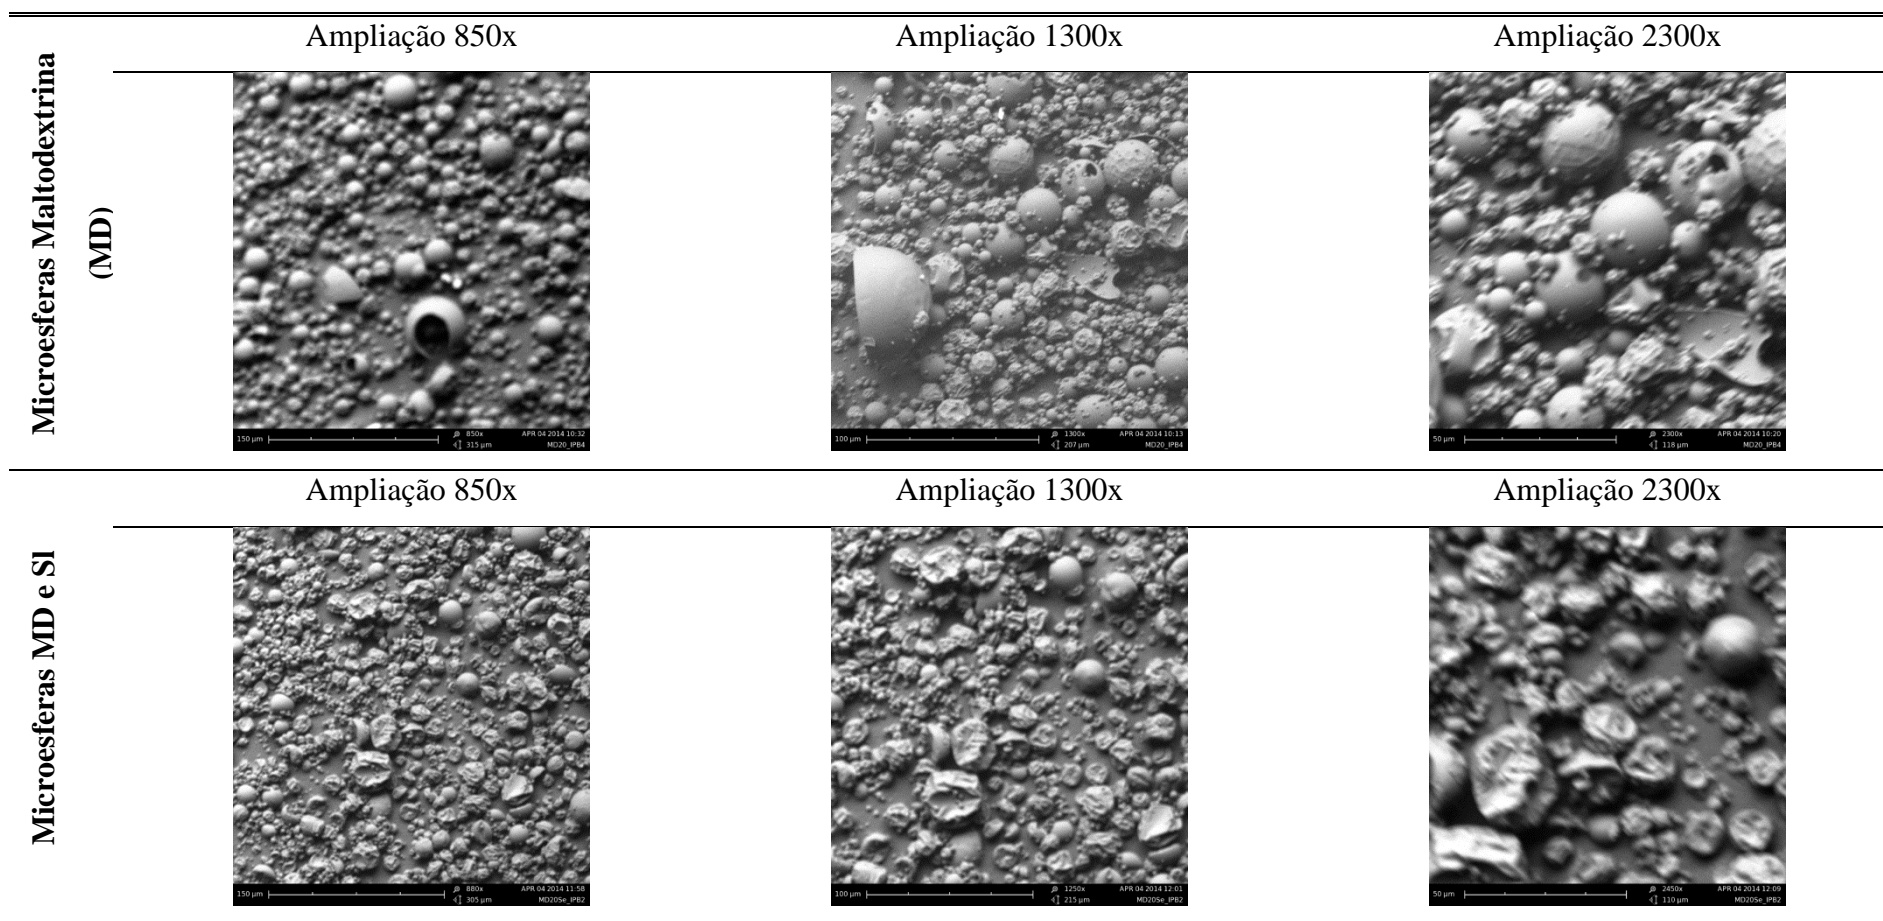 Microesferas Maltodextrina
(MD)
Ampliação 850x
Ampliação 1300x
Ampliação 2300x
150 µm
850x
315 µm
APR 04 2014 10:32
MD20_IPB4
100 µm
1300x
207 µm
APR 04 2014 10:13
MD20_IPB4
50 µm
2300x
118 µm
APR 04 2014 10:20
MD20_IPB4
Microesferas MD e Sl
Ampliação 850x
Ampliação 1300x
Ampliação 2300x
150 µm
880x
305 µm
APR 04 2014 11:58
MD20Se_IPB2
100 µm
1250x
215 µm
APR 04 2014 12:01
MD20Se_IPB2
50 µm
2450x
110 µm
APR 04 2014 12:09
MD20Se_IPB2